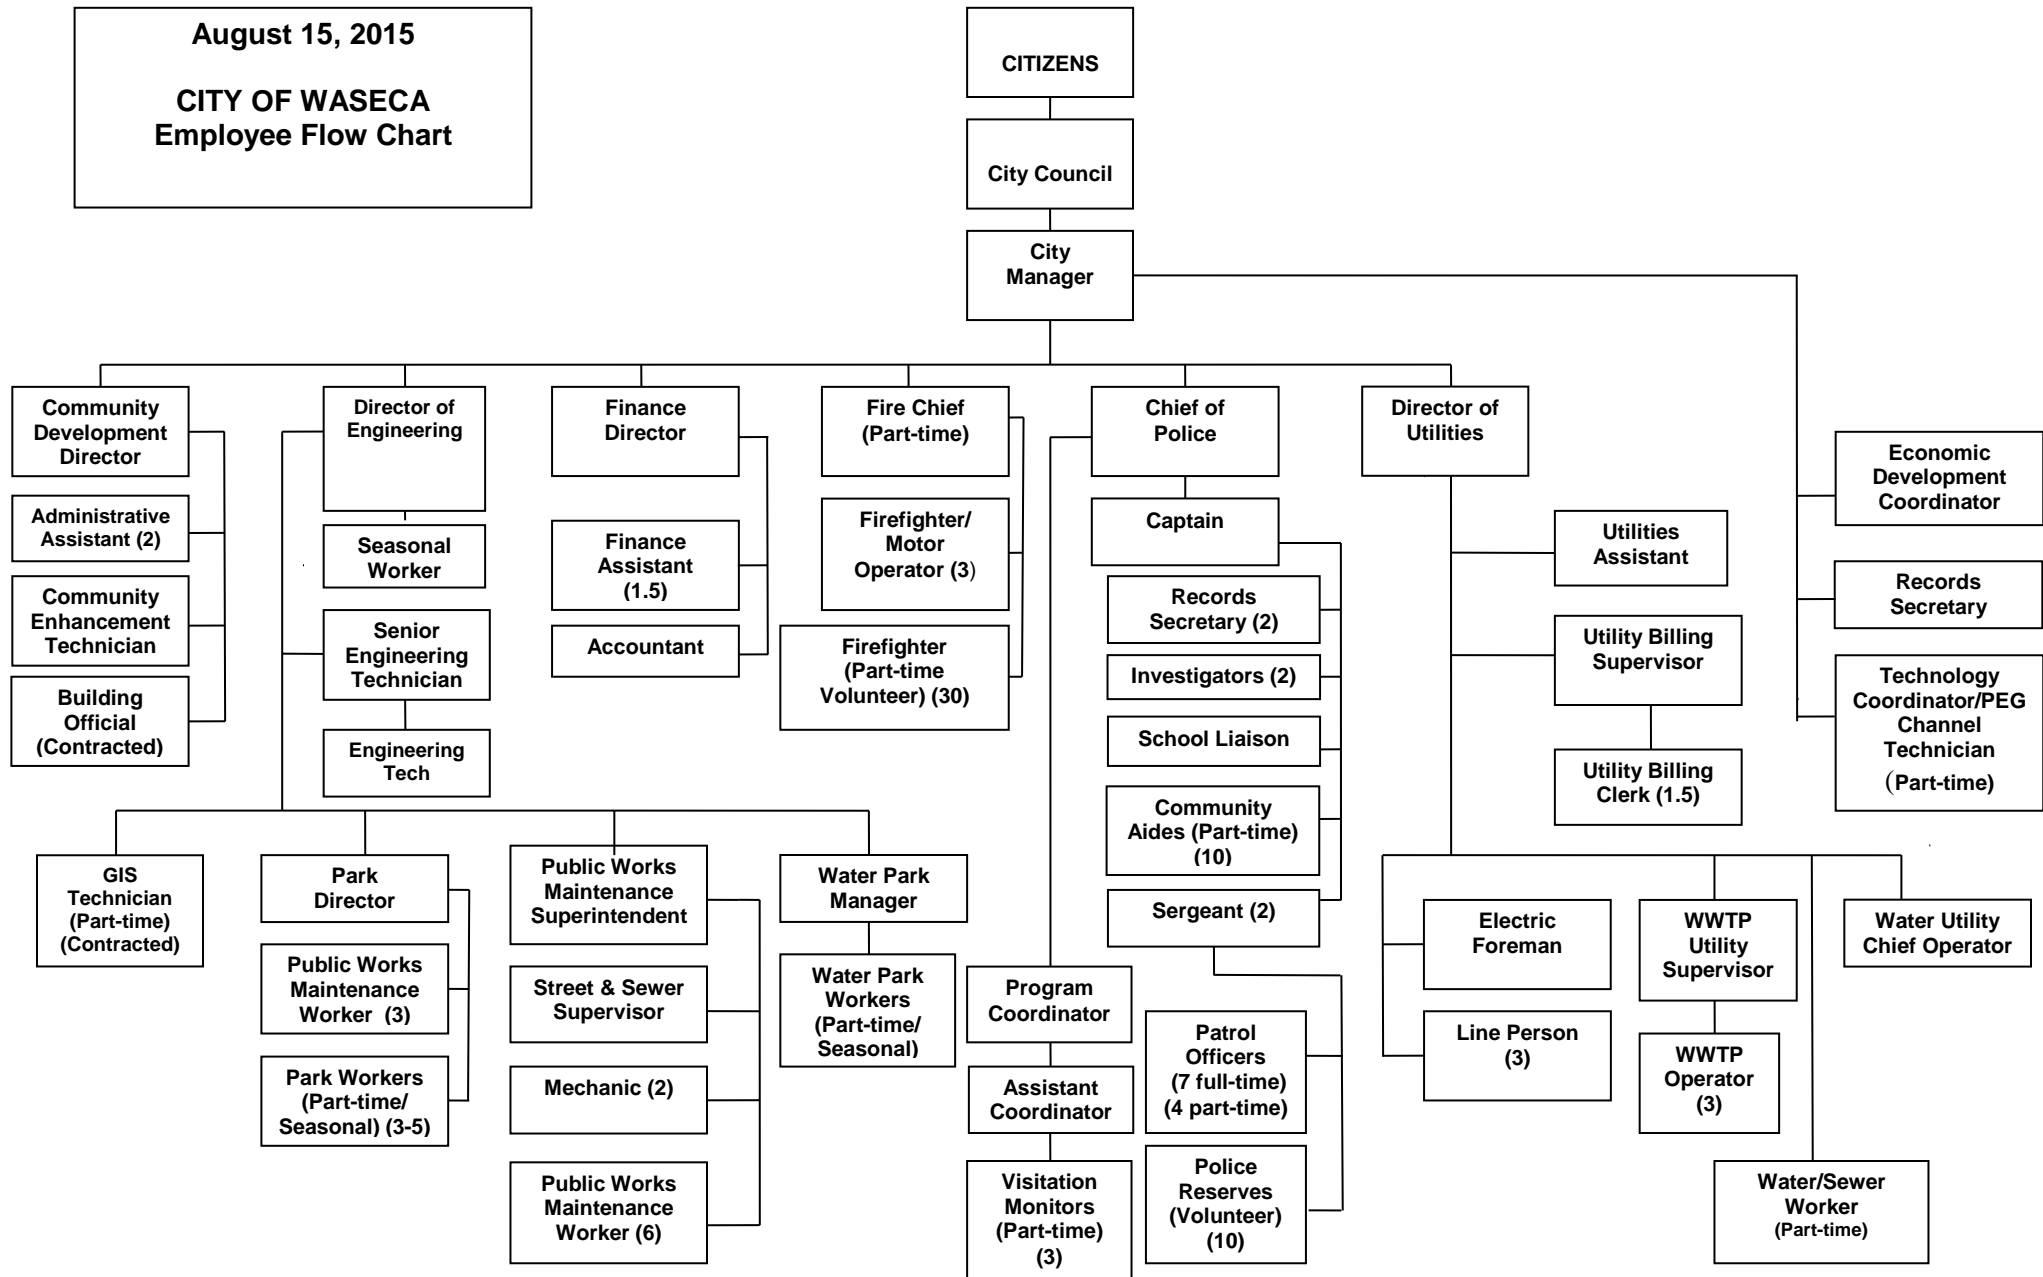 August 15, 2015
CITY OF WASECA
Employee Flow Chart
CITIZENS
City Council
City
Manager
Community
Development
Director
Administrative
Assistant (2)
Community
Enhancement
Technician
Building
Official
(Contracted)
Director of
Engineering
Seasonal
Worker
Senior
Engineering
Technician
Engineering
Tech
Finance
Director
Finance
Assistant
(1.5)
Accountant
Fire Chief
(Part-time)
Firefighter/
Motor
Operator (3)
Firefighter
(Part-time
Volunteer) (30)
Chief of
Police
Captain
Records
Secretary (2)
Investigators (2)
School Liaison
Community
Aides (Part-time)
(10)
Sergeant (2)
Director of
Utilities
Utilities
Assistant
Utility Billing
Supervisor
Utility Billing
Clerk (1.5)
Economic
Development
Coordinator
Records
Secretary
Technology
Coordinator/PEG
Channel
Technician
(Part-time)
GIS
Technician
(Part-time)
(Contracted)
Park
Director
Public Works
Maintenance
Worker (3)
Park Workers
(Part-time/
Seasonal) (3-5)
Public Works
Maintenance
Superintendent
Street & Sewer
Supervisor
Mechanic (2)
Public Works
Maintenance
Worker (6)
Water Park
Manager
Water Park
Workers
(Part-time/
Seasonal)
Program
Coordinator
Assistant
Coordinator
Visitation
Monitors
(Part-time)
(3)
Patrol
Officers
(7 full-time)
(4 part-time)
Police
Reserves
(Volunteer)
(10)
Electric
Foreman
Line Person
(3)
WWTP
Utility
Supervisor
WWTP
Operator
(3)
Water Utility
Chief Operator
Water/Sewer
Worker
(Part-time)